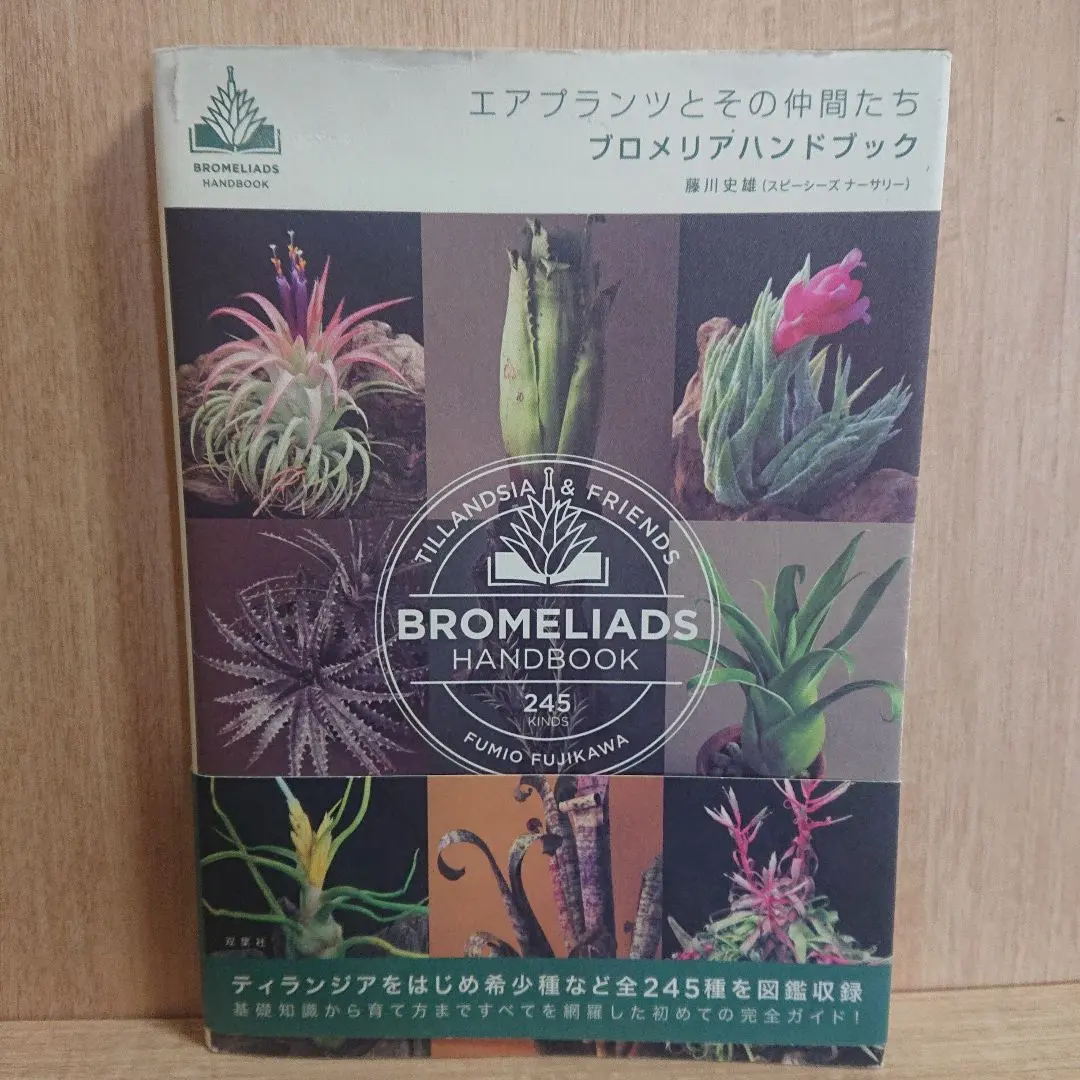 BROMELIADS
HANDBOOK
エアプランツとその仲間たち
ブロメリアハンドブック
藤川史雄(スピーシーズ ナーサリー)
TILLANDSIA & FRIENDS
BROMELIADS
HANDBOOK
245
KINDS
FUMIO FUJIKAWA
双葉社
ティランジアをはじめ希少種など全245種を図鑑収録
基礎知識から育て方まですべてを網羅した初めての完全ガイド!